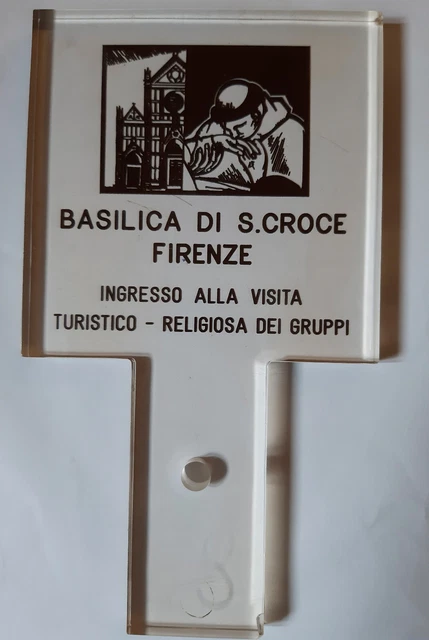 BASILICA DI S.CROCE
FIRENZE
INGRESSO ALLA VISITA
TURISTICO - RELIGIOSA DEI GRUPPI